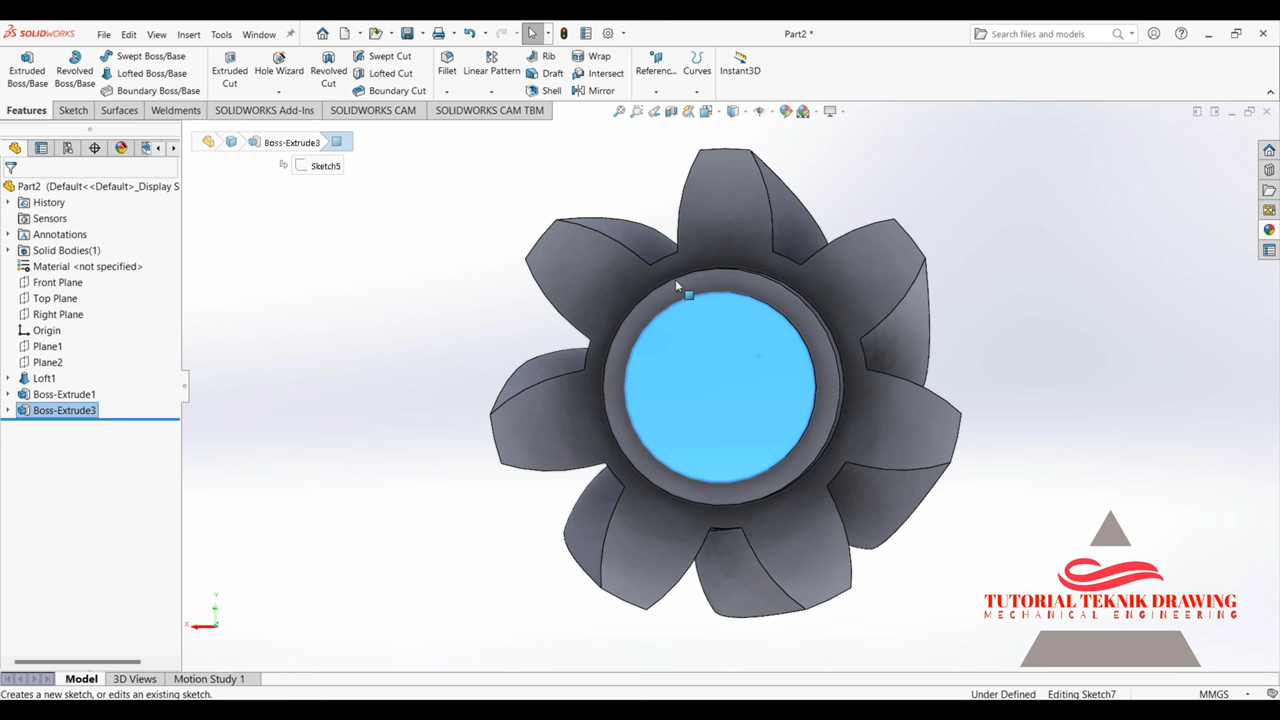 SOLIDWORKS File Edit View Insert Tools Window Part2 * Search files and models
Extruded Boss/Base Revolved Boss/Base Swept Boss/Base Lofted Boss/Base Boundary Boss/Base Extruded Cut Hole Wizard Revolved Cut Swept Cut Lofted Cut Boundary Cut Fillet Linear Pattern Rib Draft Shell Wrap Intersect Mirror Referenc... Curves Instant3D
Features Sketch Surfaces Weldments SOLIDWORKS Add-Ins SOLIDWORKS CAM SOLIDWORKS CAM TBM
Boss-Extrude3
Sketch5
Part2 (Default<<Default>_Display S
History
Sensors
Annotations
Solid Bodies(1)
Material <not specified>
Front Plane
Top Plane
Right Plane
Origin
Plane1
Plane2
Loft1
Boss-Extrude1
Boss-Extrude3
Y
X
TUTORIAL TEKNIK DRAWING
MECHANICAL ENGINEERING
Model 3D Views Motion Study 1
Creates a new sketch, or edits an existing sketch. Under Defined Editing Sketch7 MMGS